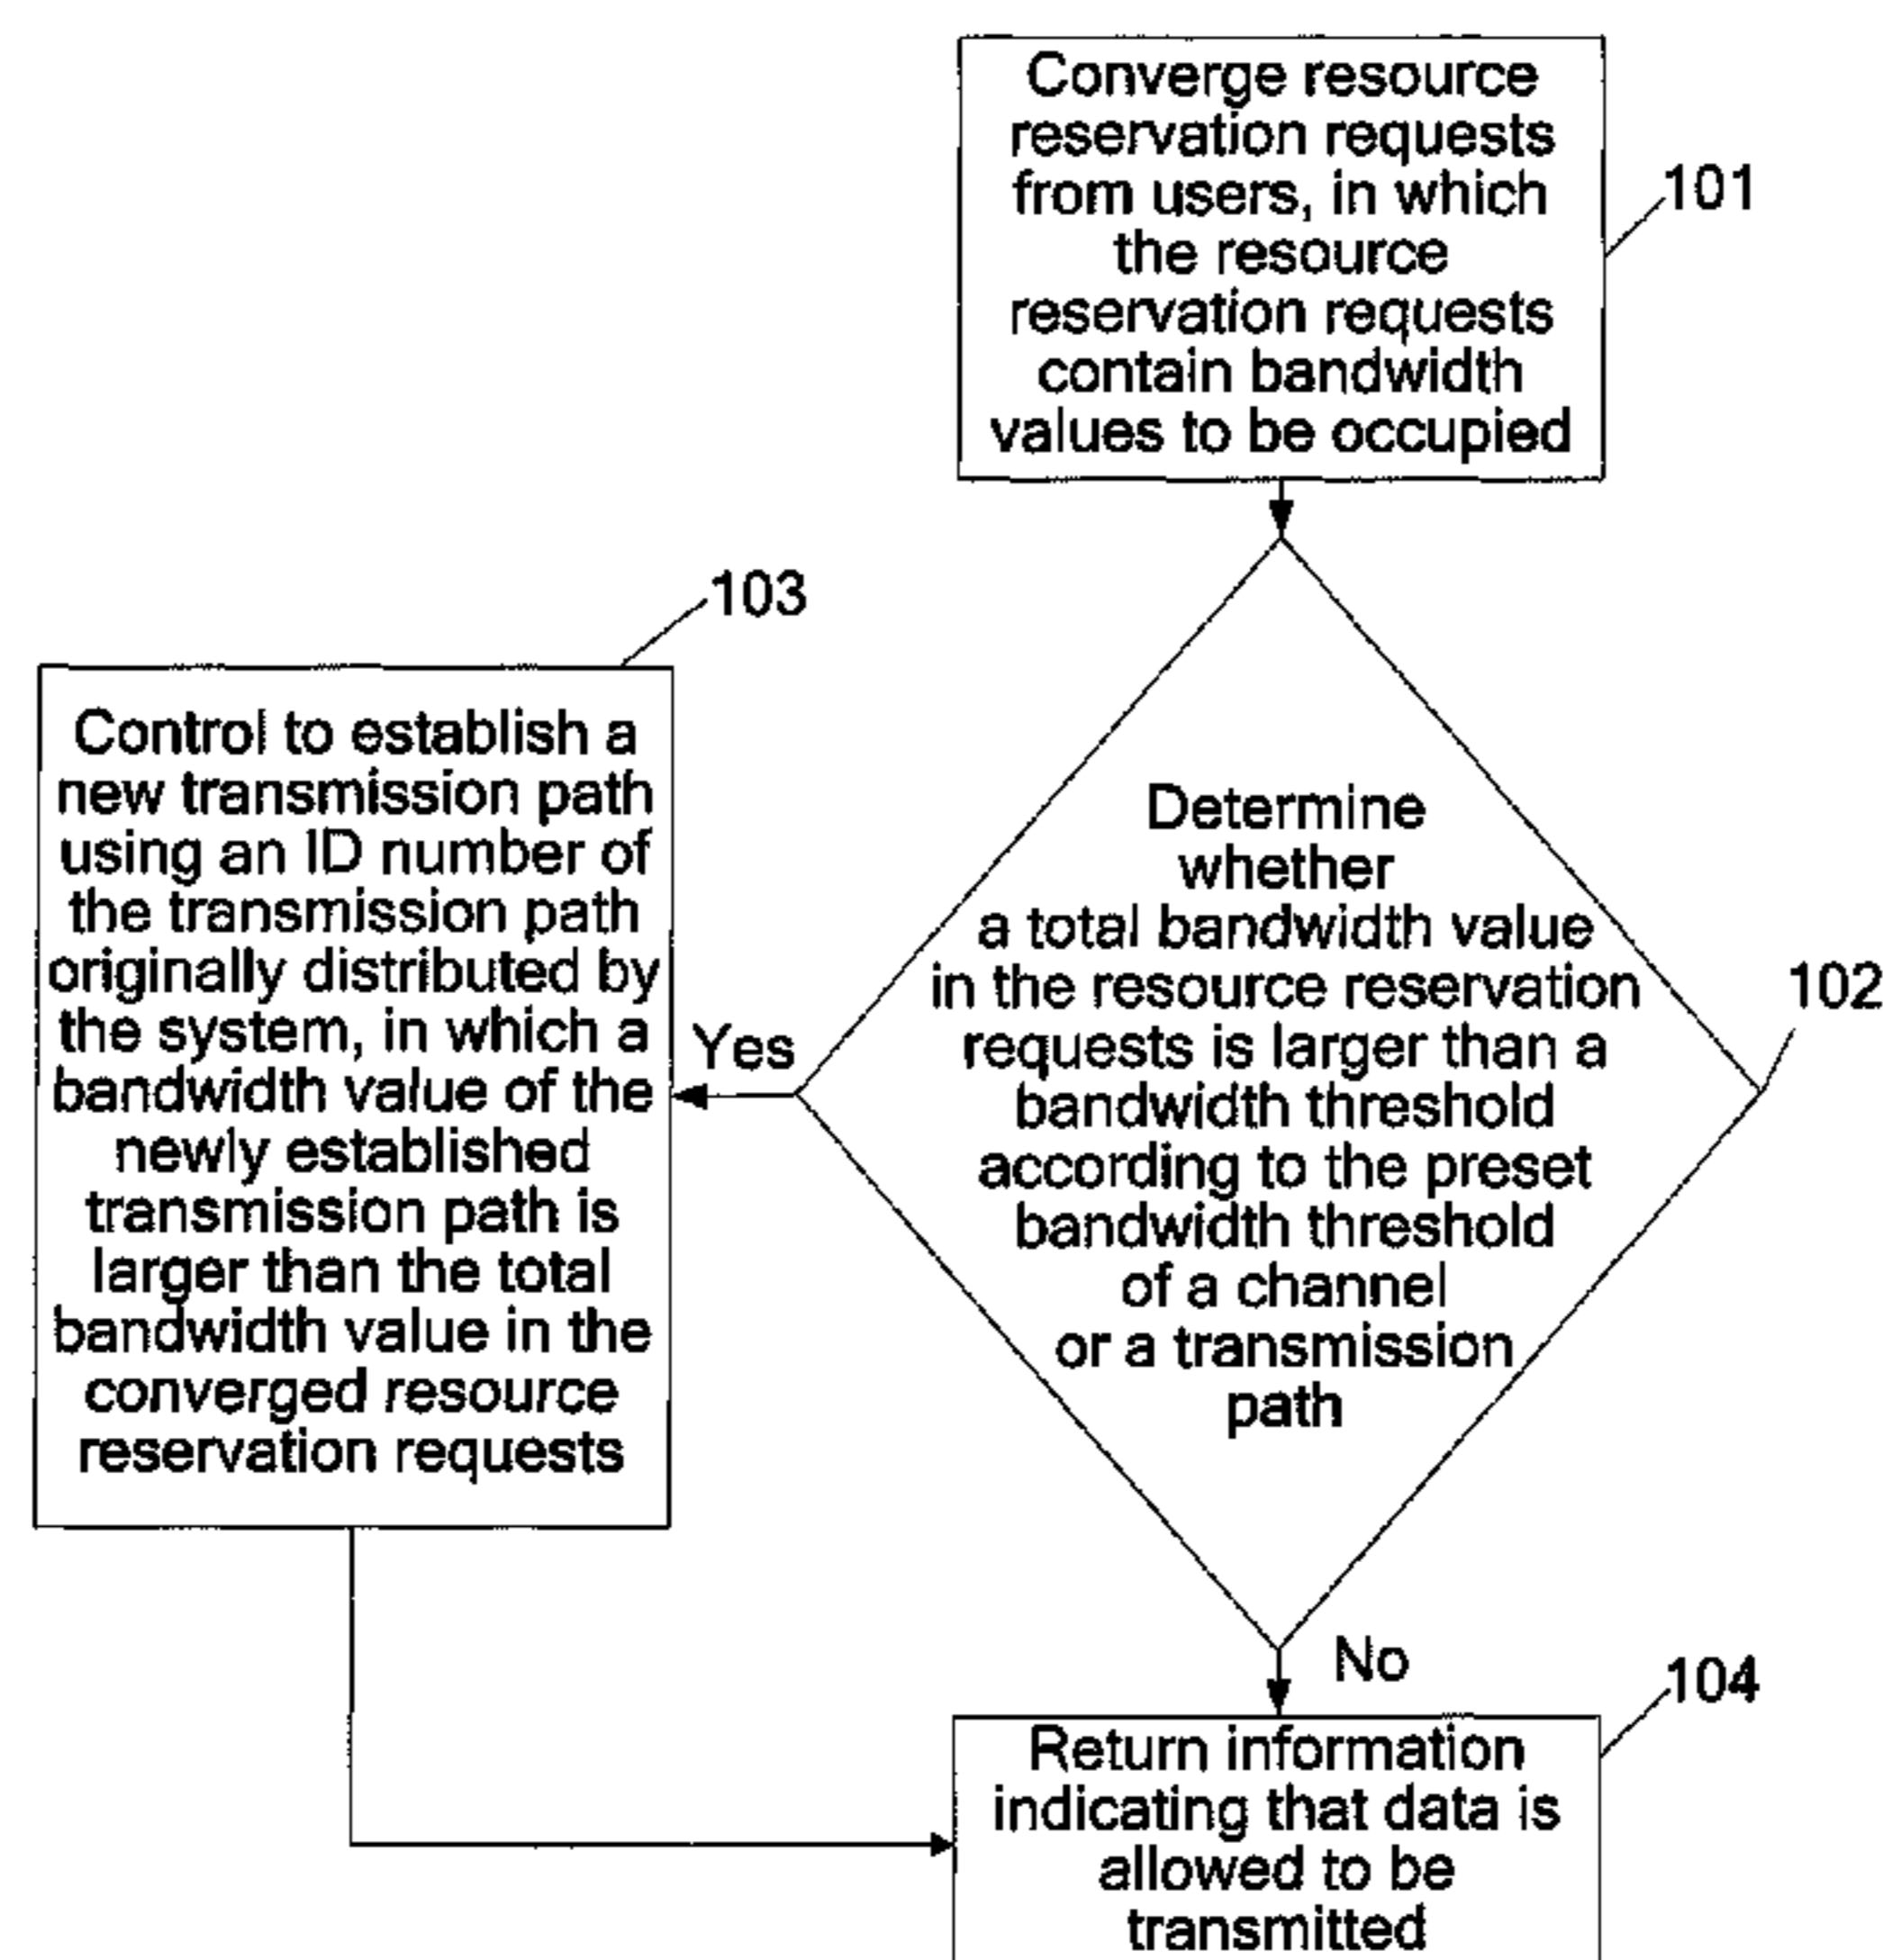 Converge resource
reservation requests
from users, in which
the resource
reservation requests
contain bandwidth
values to be occupied
101
103
Control to establish a
new transmission path
using an ID number of
the transmission path
originally distributed by
the system, in which a
bandwidth value of the
newly established
transmission path is
larger than the total
bandwidth value in the
converged resource
reservation requests
Yes
Determine
whether
a total bandwidth value
in the resource reservation
requests is larger than a
bandwidth threshold
according to the preset
bandwidth threshold
of a channel
or a transmission
path
102
No
104
Return information
indicating that data is
allowed to be
transmitted